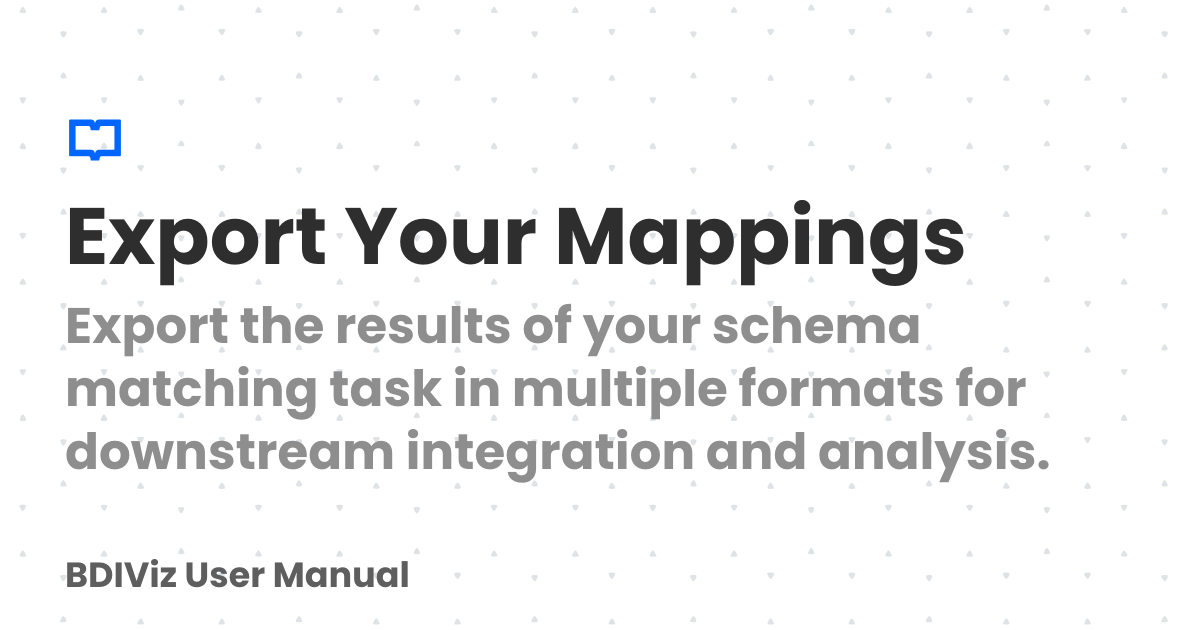 Export Your Mappings
Export the results of your schema
matching task in multiple formats for
downstream integration and analysis.
BDIViz User Manual